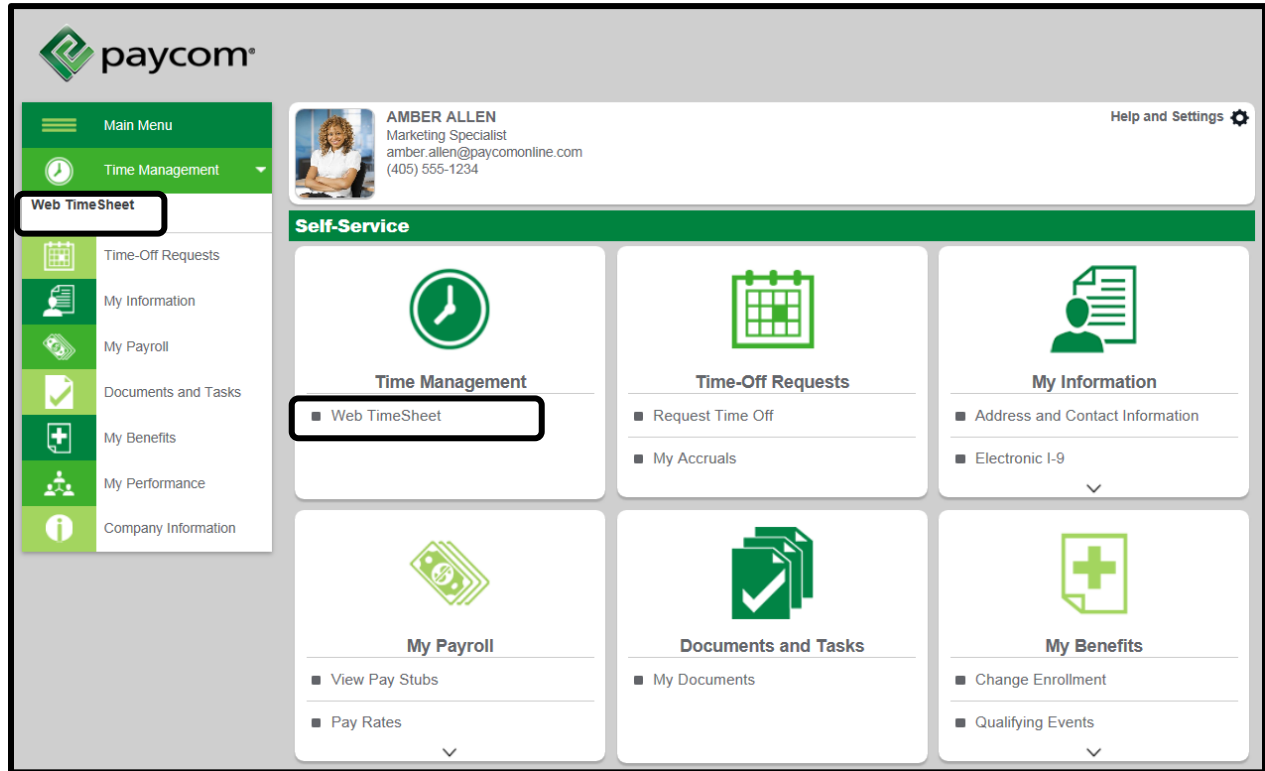 paycom®
Main Menu
Time Management
Web TimeSheet
Time-Off Requests
My Information
My Payroll
Documents and Tasks
My Benefits
My Performance
Company Information
AMBER ALLEN
Marketing Specialist
amber.allen@paycomonline.com
(405) 555-1234
Help and Settings
Self-Service
Time Management
Web TimeSheet
Time-Off Requests
Request Time Off
My Accruals
My Information
Address and Contact Information
Electronic I-9
My Payroll
View Pay Stubs
Pay Rates
Documents and Tasks
My Documents
My Benefits
Change Enrollment
Qualifying Events